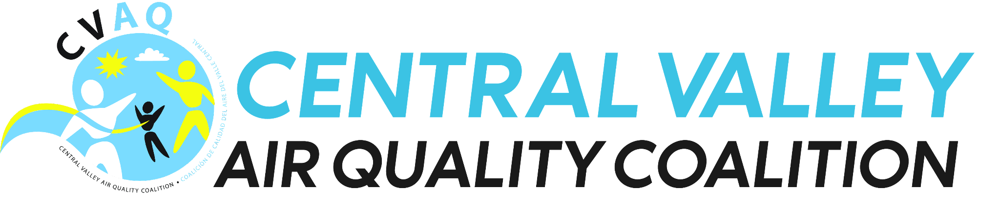 CVAQ
CENTRAL VALLEY AIR QUALITY COALITION • COALICIÓN DE CALIDAD DEL AIRE DEL VALLE CENTRAL
CENTRAL VALLEY
AIR QUALITY COALITION